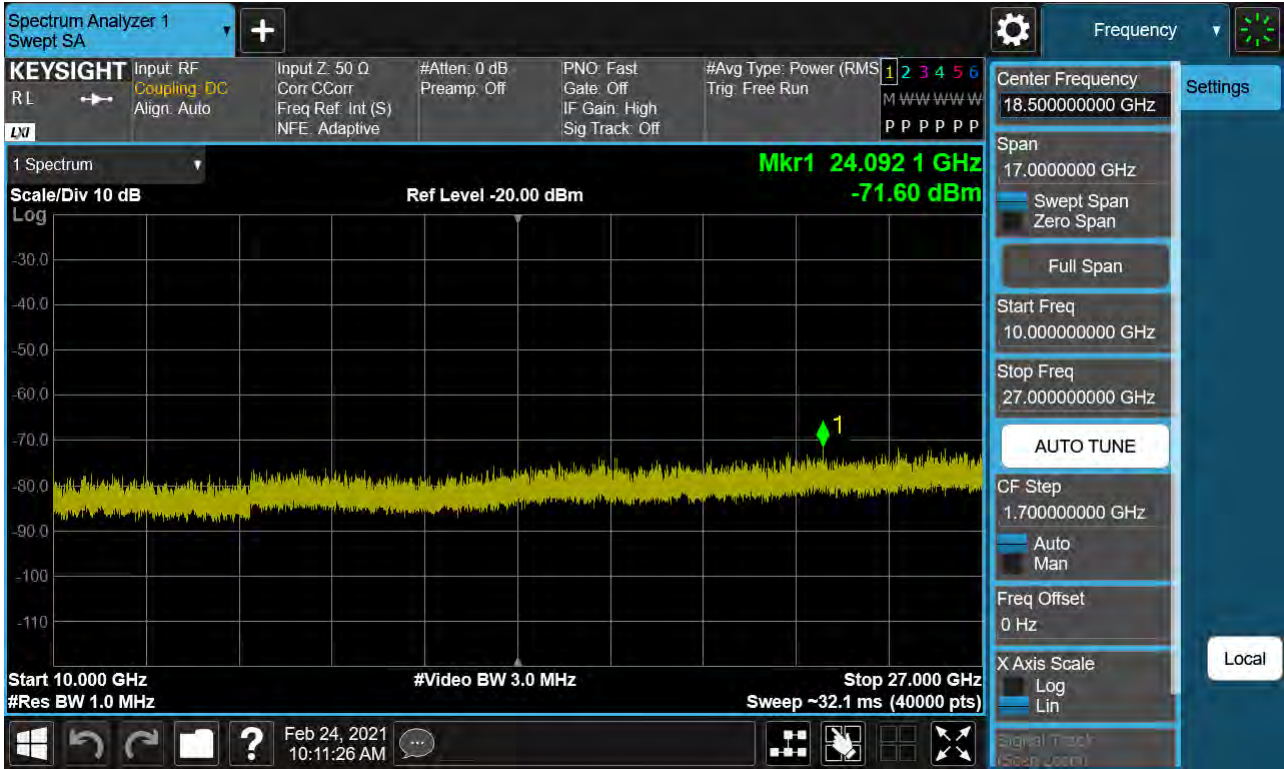 Spectrum Analyzer 1
Swept SA
+
Frequency
KEYSIGHT
R L
LXI
Input: RF
Coupling: DC
Align: Auto
Input Z: 50 Ω
Corr CCorr
Freq Ref: Int (S)
NFE: Adaptive
#Atten: 0 dB
Preamp: Off
PNO: Fast
Gate: Off
IF Gain: High
Sig Track: Off
#Avg Type: Power (RMS
Trig: Free Run
1 2 3 4 5 6
M W W W W W
P P P P P P
1 Spectrum
Scale/Div 10 dB
Ref Level -20.00 dBm
Mkr1 24.092 1 GHz
-71.60 dBm
Log
-30.0
-40.0
-50.0
-60.0
-70.0
-80.0
-90.0
-100
-110
1
Start 10.000 GHz
#Video BW 3.0 MHz
Stop 27.000 GHz
#Res BW 1.0 MHz
Sweep ~32.1 ms (40000 pts)
Center Frequency
18.500000000 GHz
Span
17.0000000 GHz
Swept Span
Zero Span
Full Span
Start Freq
10.000000000 GHz
Stop Freq
27.000000000 GHz
AUTO TUNE
CF Step
1.700000000 GHz
Auto
Man
Freq Offset
0 Hz
X Axis Scale
Log
Lin
Signal Track
(Span Zoom)
Settings
Local
?
Feb 24, 2021
10:11:26 AM